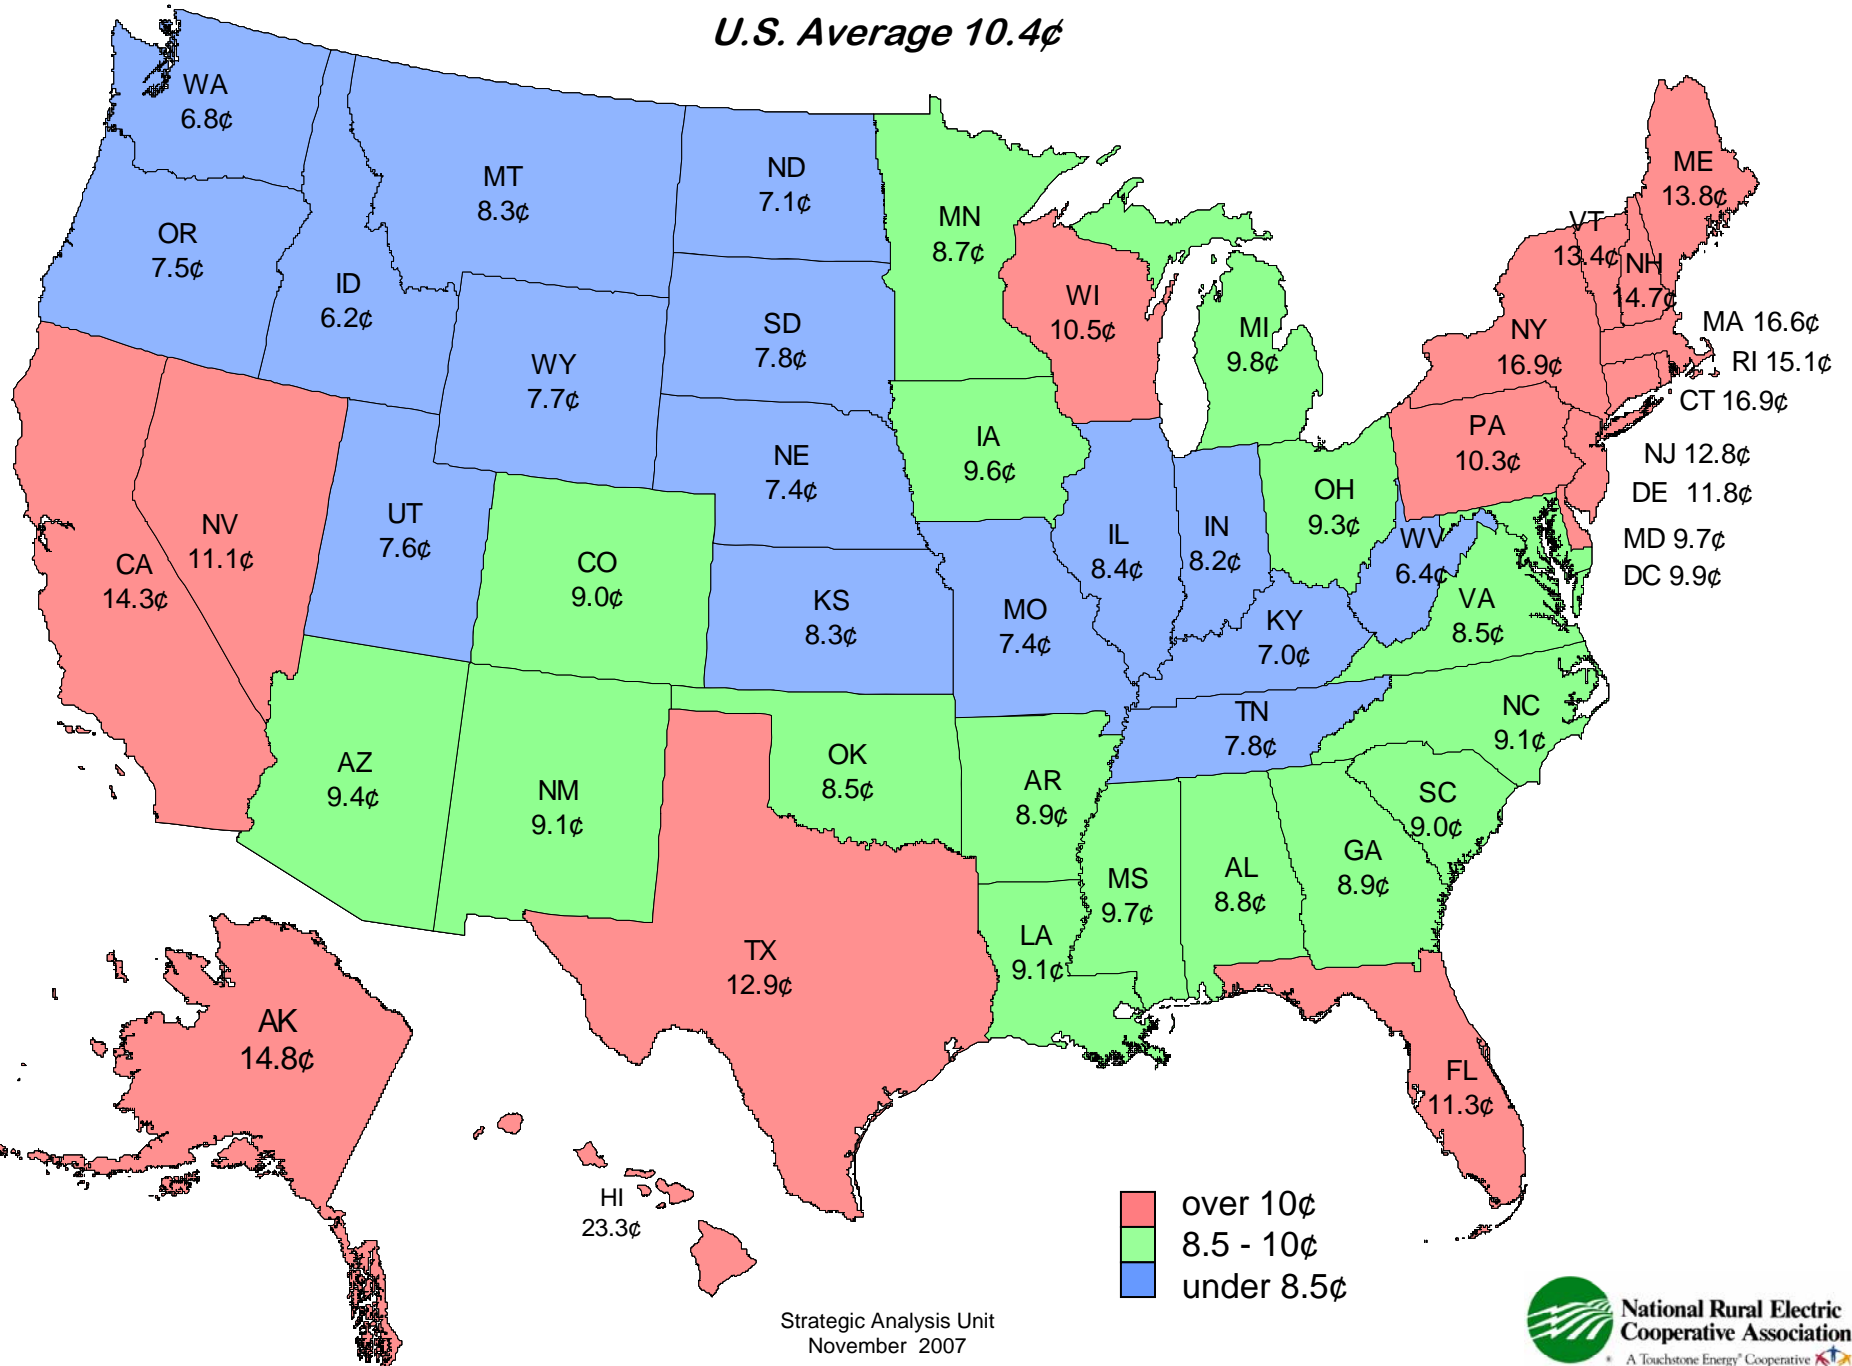 U.S. Average 10.4¢
WA
6.8¢
OR
7.5¢
ID
6.2¢
MT
8.3¢
ND
7.1¢
MN
8.7¢
SD
7.8¢
WY
7.7¢
NE
7.4¢
IA
9.6¢
WI
10.5¢
MI
9.8¢
ME
13.8¢
VT
13.4¢
NH
14.7¢
NY
16.9¢
MA 16.6¢
RI 15.1¢
CT 16.9¢
PA
10.3¢
NJ 12.8¢
DE 11.8¢
MD 9.7¢
DC 9.9¢
CA
14.3¢
NV
11.1¢
UT
7.6¢
CO
9.0¢
KS
8.3¢
MO
7.4¢
IL
8.4¢
IN
8.2¢
OH
9.3¢
WV
6.4¢
VA
8.5¢
KY
7.0¢
TN
7.8¢
NC
9.1¢
SC
9.0¢
AZ
9.4¢
NM
9.1¢
OK
8.5¢
AR
8.9¢
MS
9.7¢
AL
8.8¢
GA
8.9¢
LA
9.1¢
TX
12.9¢
FL
11.3¢
AK
14.8¢
HI
23.3¢
over 10¢
8.5 - 10¢
under 8.5¢
Strategic Analysis Unit
November 2007
National Rural Electric
Cooperative Association
® A Touchstone Energy® Cooperative